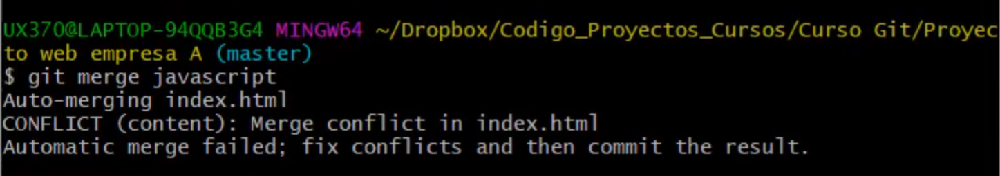 UX370@LAPTOP-94QQB3G4 MINGW64 ~/Dropbox/Codigo_Proyectos_Cursos/Curso Git/Proyec
to web empresa A (master)
$ git merge javascript
Auto-merging index.html
CONFLICT (content): Merge conflict in index.html
Automatic merge failed; fix conflicts and then commit the result.